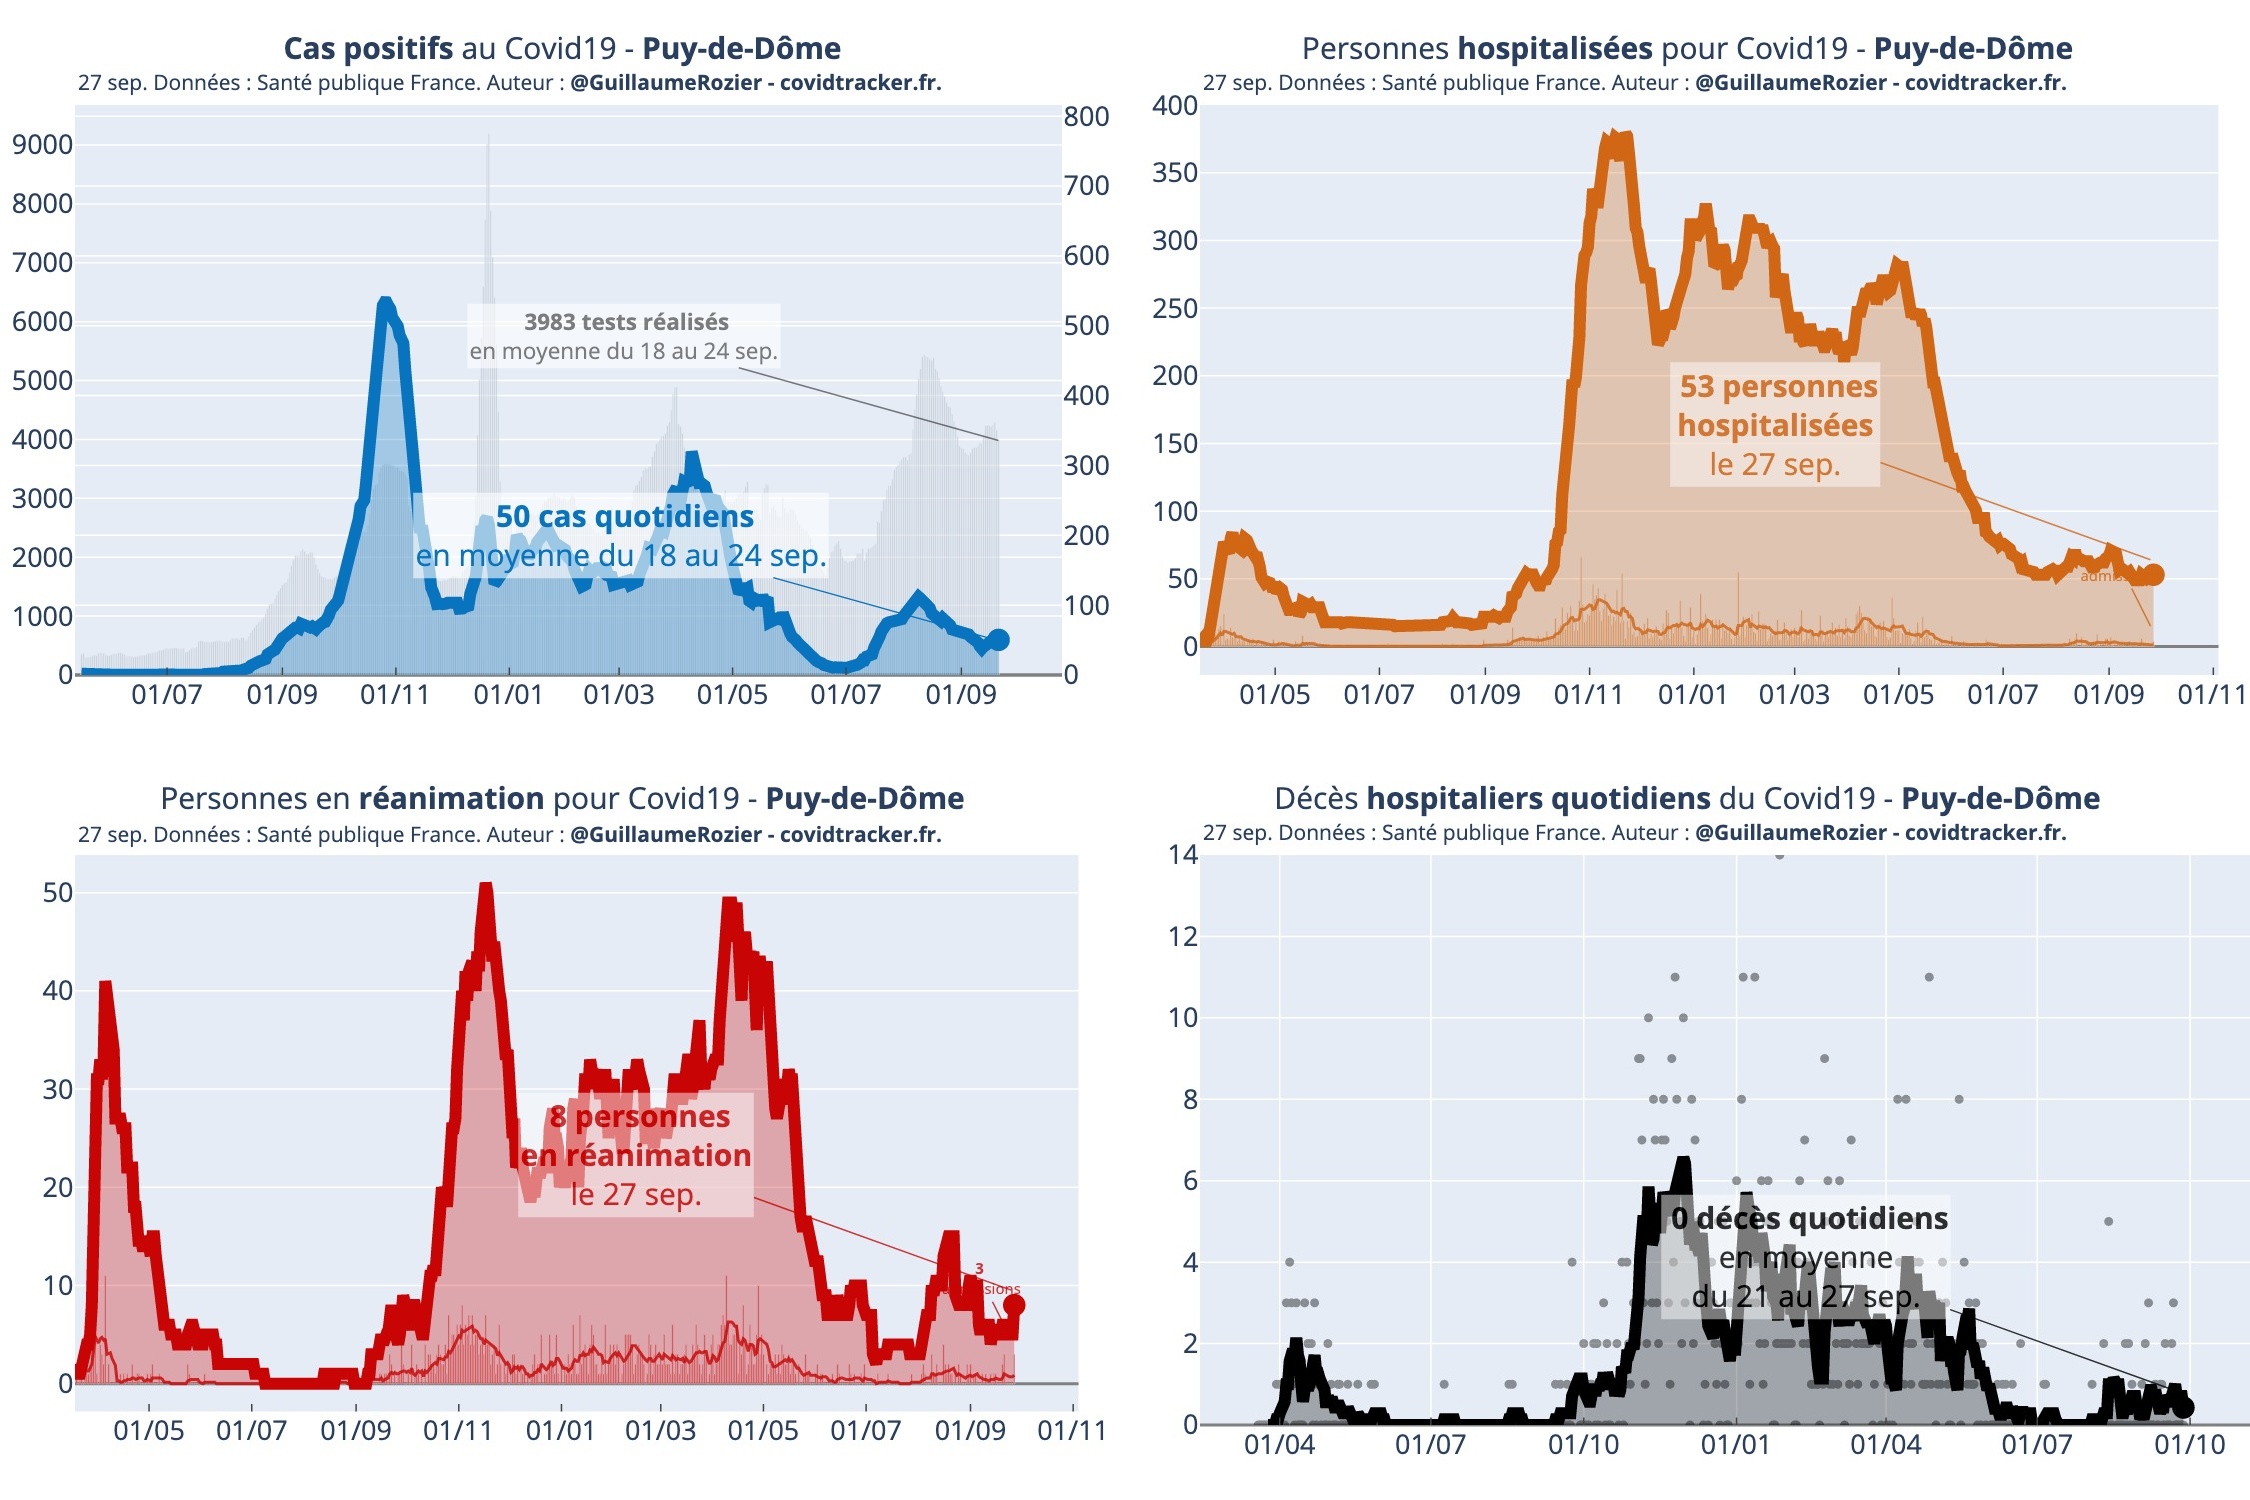 Cas positifs au Covid19 - Puy-de-Dôme
27 sep. Données : Santé publique France. Auteur : @GuillaumeRozier - covidtracker.fr.
9000
8000
7000
6000
5000
4000
3000
2000
1000
0
800
700
600
500
400
300
200
100
0
3983 tests réalisés
en moyenne du 18 au 24 sep.
50 cas quotidiens
en moyenne du 18 au 24 sep.
01/07 01/09 01/11 01/01 01/03 01/05 01/07 01/09
Personnes hospitalisées pour Covid19 - Puy-de-Dôme
27 sep. Données : Santé publique France. Auteur : @GuillaumeRozier - covidtracker.fr.
400
350
300
250
200
150
100
50
0
53 personnes
hospitalisées
le 27 sep.
01/05 01/07 01/09 01/11 01/01 01/03 01/05 01/07 01/09 01/11
Personnes en réanimation pour Covid19 - Puy-de-Dôme
27 sep. Données : Santé publique France. Auteur : @GuillaumeRozier - covidtracker.fr.
50
40
30
20
10
0
8 personnes
en réanimation
le 27 sep.
3
01/05 01/07 01/09 01/11 01/01 01/03 01/05 01/07 01/09 01/11
Décès hospitaliers quotidiens du Covid19 - Puy-de-Dôme
27 sep. Données : Santé publique France. Auteur : @GuillaumeRozier - covidtracker.fr.
14
12
10
8
6
4
2
0
0 décès quotidiens
en moyenne
du 21 au 27 sep.
01/04 01/07 01/10 01/01 01/04 01/07 01/10